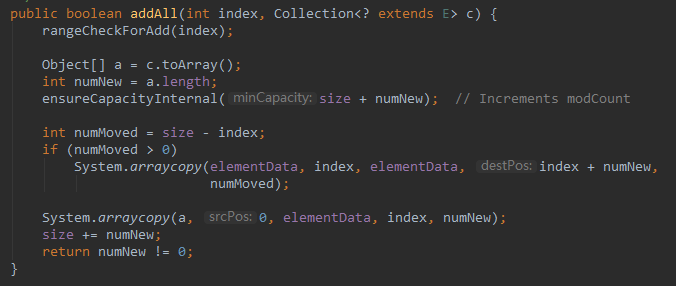 public boolean addAll(int index, Collection<? extends E> c) {
    rangeCheckForAdd(index);

    Object[] a = c.toArray();
    int numNew = a.length;
    ensureCapacityInternal( minCapacity: size + numNew);  // Increments modCount

    int numMoved = size - index;
    if (numMoved > 0)
        System.arraycopy(elementData, index, elementData, destPos: index + numNew,
                         numMoved);

    System.arraycopy(a, srcPos: 0, elementData, index, numNew);
    size += numNew;
    return numNew != 0;
}